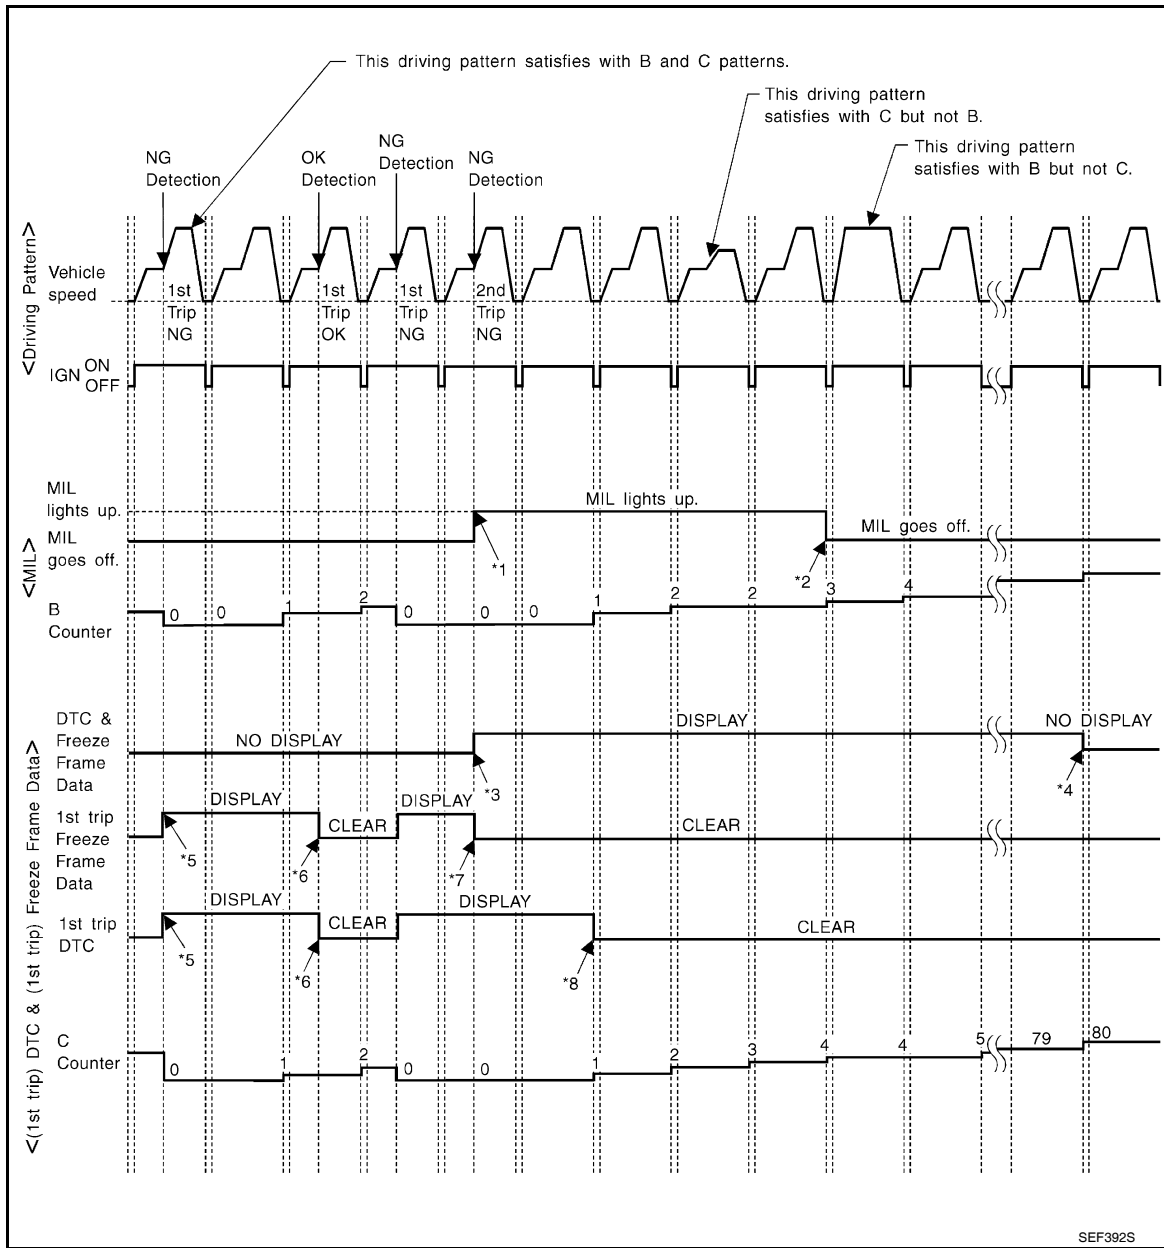 This driving pattern satisfies with B and C patterns.
This driving pattern
satisfies with C but not B.
This driving pattern
satisfies with B but not C.
NG
Detection
OK
Detection
NG
Detection
NG
Detection
<Driving Pattern>
Vehicle
speed
1st
Trip
NG
1st
Trip
OK
1st
Trip
NG
2nd
Trip
NG
IGN ON
OFF
<MIL>
MIL
lights up.
MIL lights up.
MIL
goes off.
MIL goes off.
*1
*2
B
Counter
0 0 1 2 0 0 0 1 2 2 3 4
<(1st trip) DTC & (1st trip) Freeze Frame Data>
DTC &
Freeze
Frame
Data
NO DISPLAY
DISPLAY
NO DISPLAY
*3
*4
1st trip
Freeze
Frame
Data
DISPLAY
CLEAR
DISPLAY
CLEAR
*5
*6
*7
1st trip
DTC
DISPLAY
CLEAR
DISPLAY
CLEAR
*5
*6
*8
C
Counter
0 1 2 0 0 1 2 3 4 4 5 79 80
SEF392S